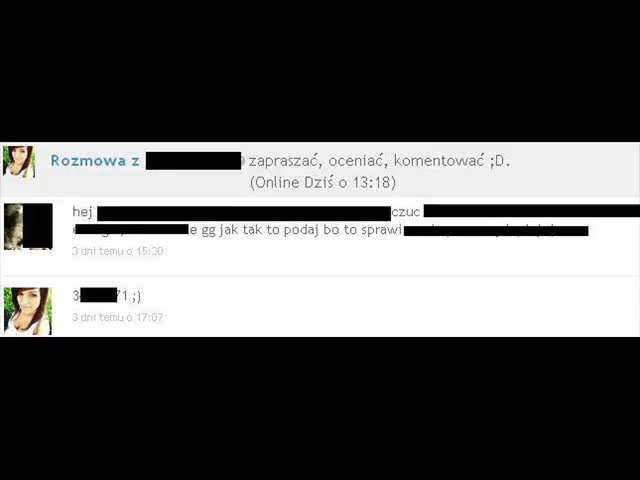 Rozmowa z zapraszać, oceniać, komentować ;D.
(Online Dziś o 13:18)
hej czuc
e gg jak tak to podaj bo to sprawi
3 dni temu o 15:30
3 71 ;)
3 dni temu o 17:07